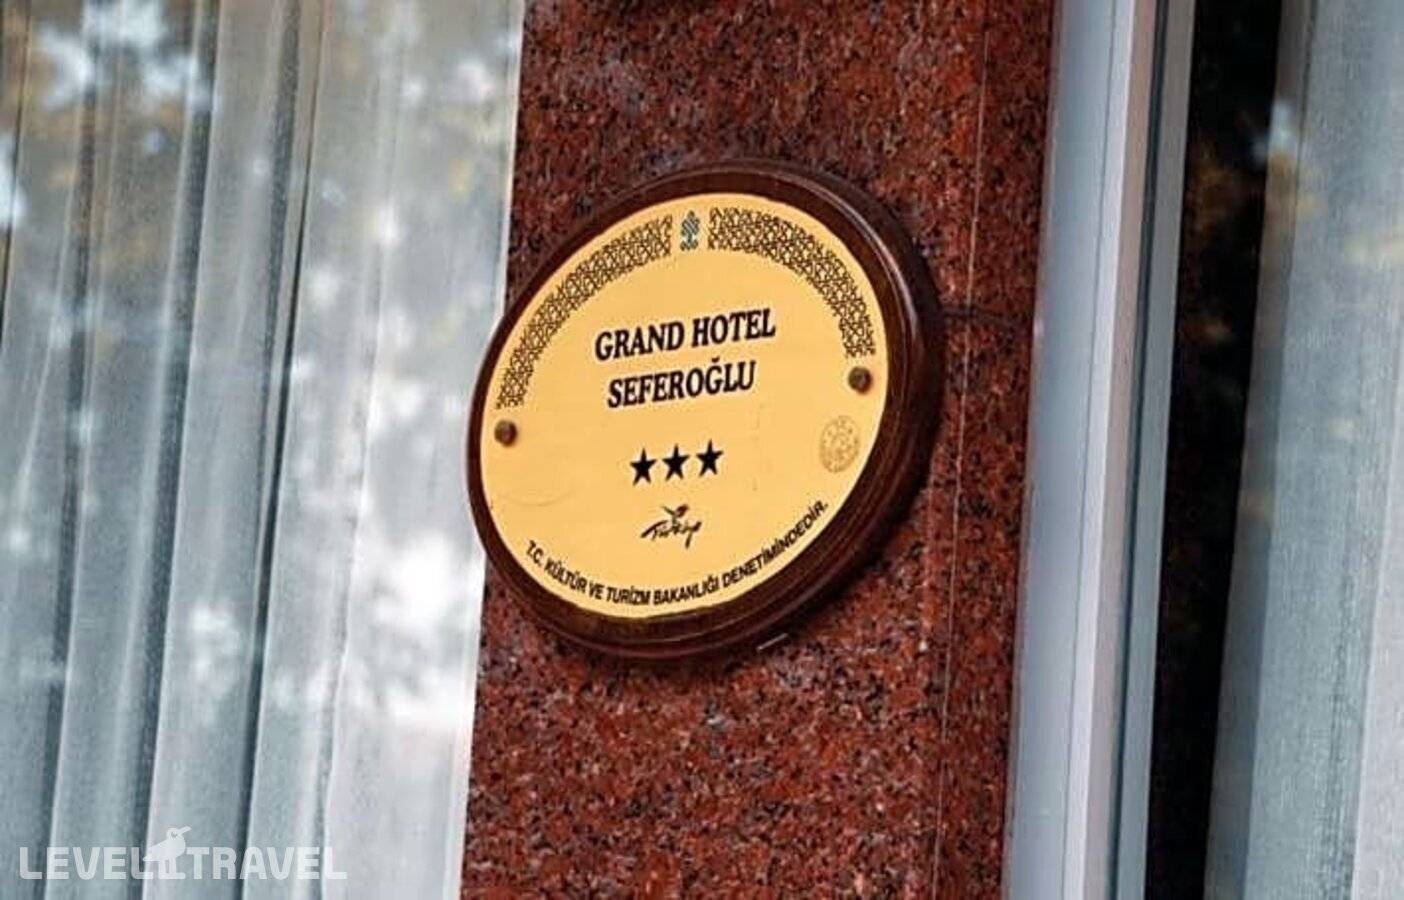 GRAND HOTEL
SEFEROĞLU
Türkiye
T.C. KÜLTÜR VE TURİZM BAKANLIĞI DENETİMİNDEDİR.
LEVEL TRAVEL